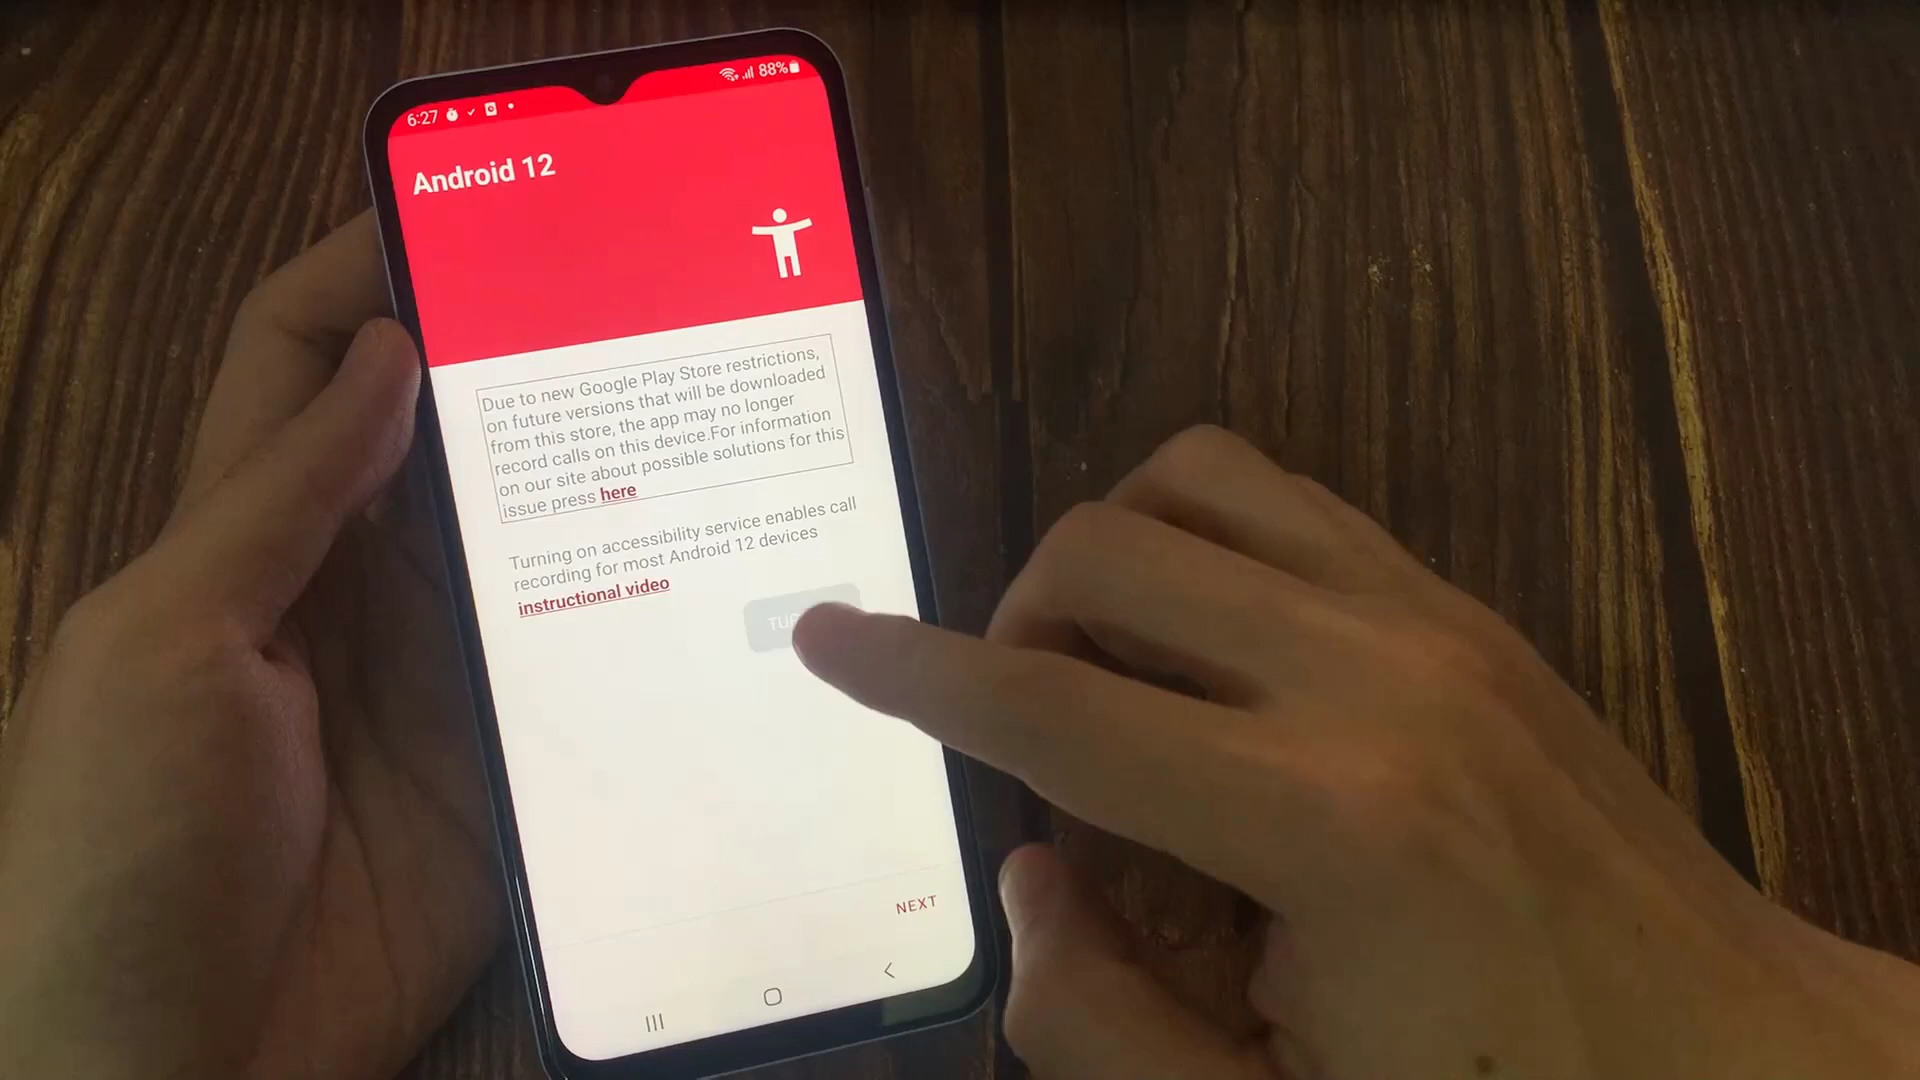 6:27
88%
Android 12
Due to new Google Play Store restrictions,
on future versions that will be downloaded
from this store, the app may no longer
record calls on this device.For information
on our site about possible solutions for this
issue press here
Turning on accessibility service enables call
recording for most Android 12 devices
instructional video
NEXT